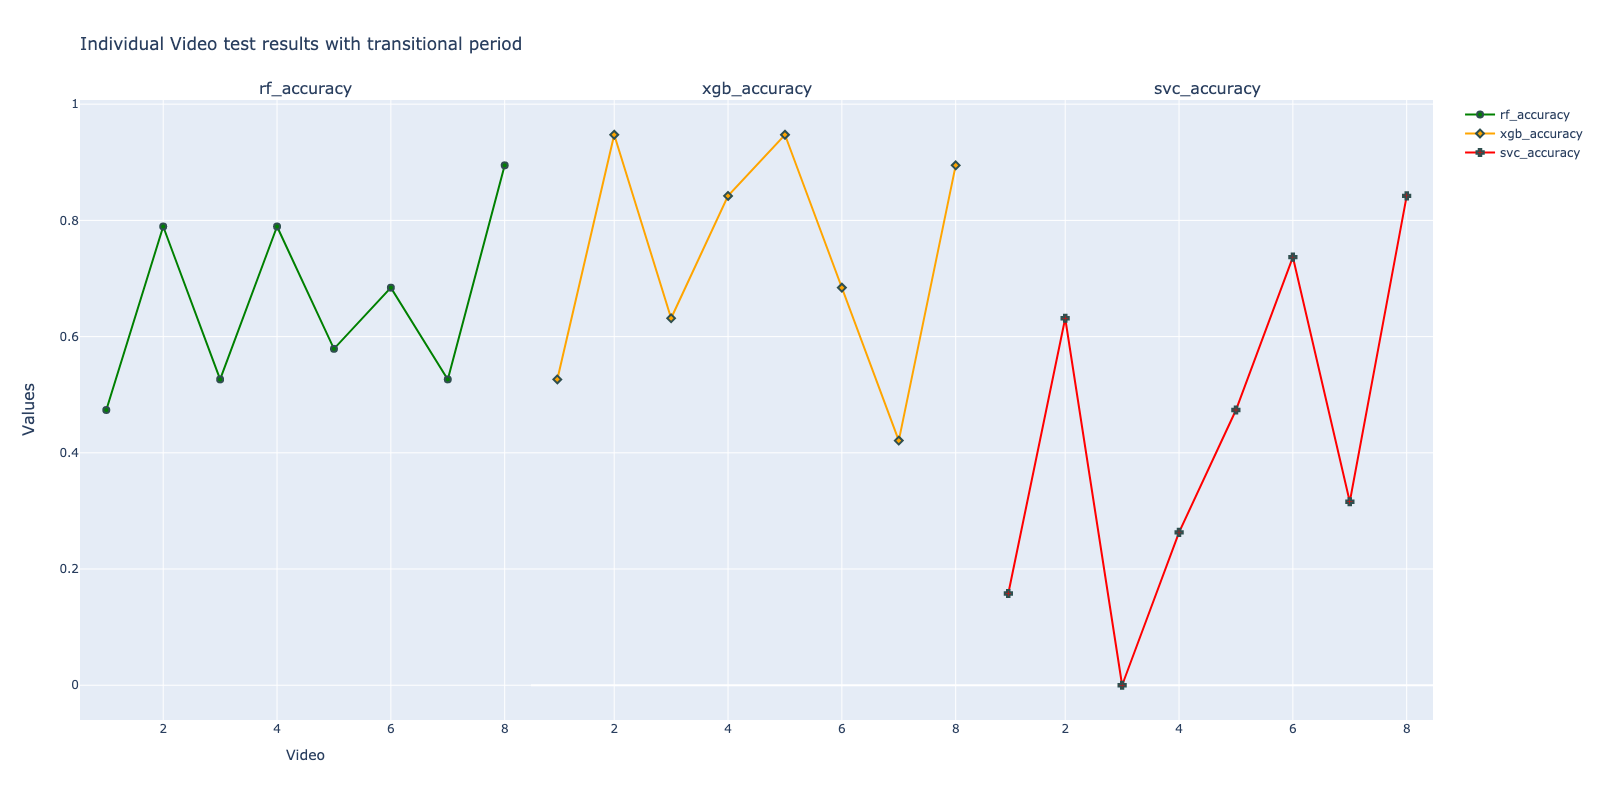 Individual Video test results with transitional period
rf_accuracy
xgb_accuracy
svc_accuracy
rf_accuracy
xgb_accuracy
svc_accuracy
Values
1
0.8
0.6
0.4
0.2
0
2 4 6 8
2 4 6 8
2 4 6 8
Video